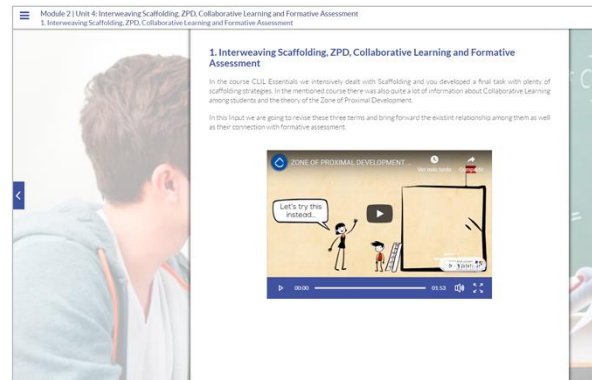 Module 2 | Unit 4: Interweaving Scaffolding, ZPD, Collaborative Learning and Formative Assessment
1. Interweaving Scaffolding, ZPD, Collaborative Learning and Formative Assessment
1. Interweaving Scaffolding, ZPD, Collaborative Learning and Formative
Assessment
In the course CLIL Essentials we intensively dealt with Scaffolding and you developed a final task with plenty of
scaffolding strategies. In the mentioned course there was also quite a lot of information about Collaborative Learning
among students and the theory of the Zone of Proximal Development.
In this Input we are going to revise these three terms and bring forward the existint relationship among them as well
as their connection with formative assessment.
ZONE OF PROXIMAL DEVELOPMENT ...
Let's try this
instead...
00:00
01:53